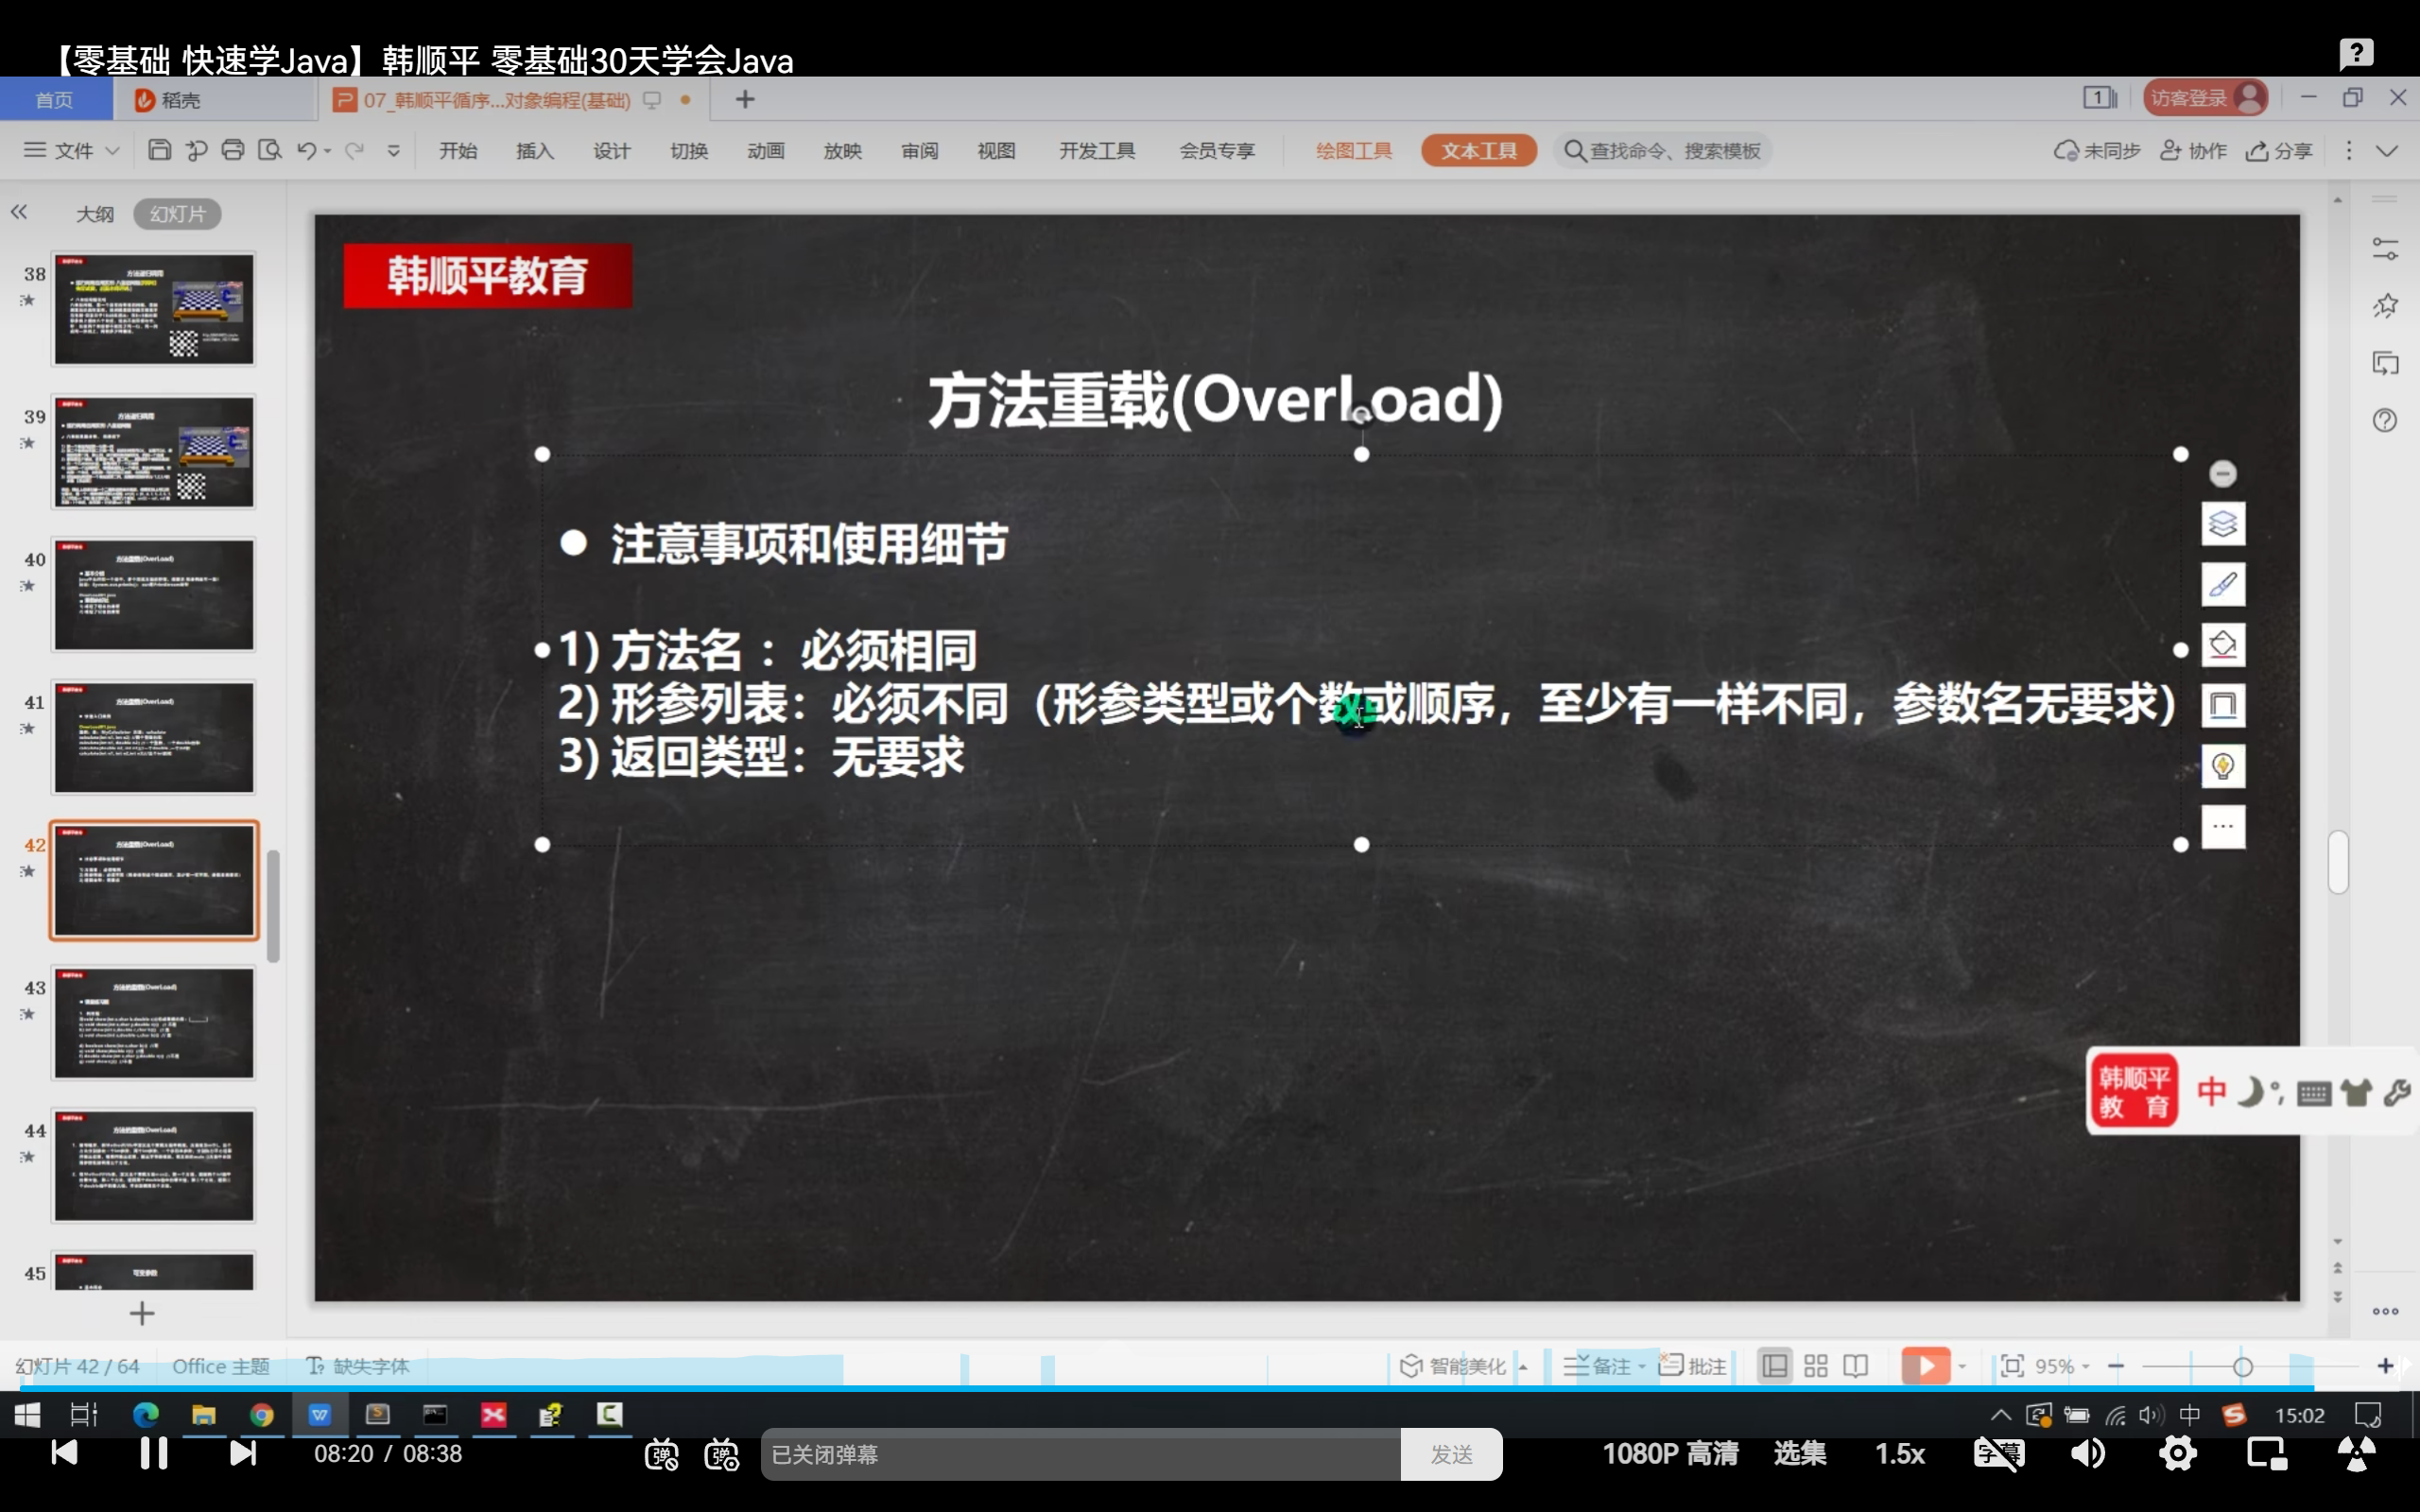 【零基础 快速学Java】韩顺平 零基础30天学会Java
首页
稻壳
07_韩顺平循序...对象编程(基础)
1
访客登录
文件
开始
插入
设计
切换
动画
放映
审阅
视图
开发工具
会员专享
绘图工具
文本工具
查找命令、搜索模板
未同步
协作
分享
大纲
幻灯片
38
39
40
41
42
43
44
45
韩顺平教育
方法重载(OverLoad)
注意事项和使用细节
1) 方法名 ：必须相同
2) 形参列表：必须不同（形参类型或个数或顺序，至少有一样不同，参数名无要求）
3) 返回类型：无要求
韩顺平
教 育
中
幻灯片 42 / 64
Office 主题
缺失字体
智能美化
备注
批注
95%
中
15:02
08:20 / 08:38
已关闭弹幕
发送
1080P 高清
选集
1.5x
字幕